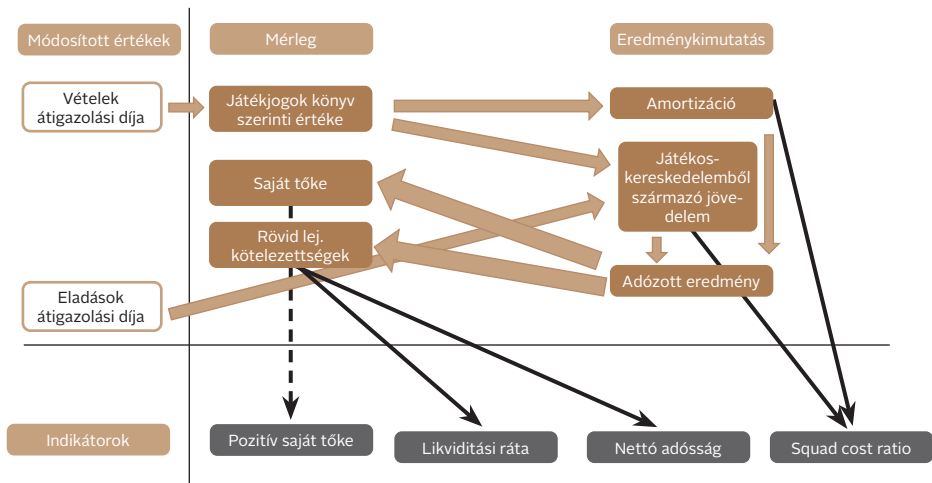 Módosított értékek
Mérleg
Eredménykimutatás
Vételek
átigazolási díja
Játékjogok könyv
szerinti értéke
Amortizáció
Játékos-
kereskedelemből
származó jöve-
delem
Saját tőke
Rövid lej.
kötelezettségek
Adózott eredmény
Eladások
átigazolási díja
Indikátorok
Pozitív saját tőke
Likviditási ráta
Nettó adósság
Squad cost ratio